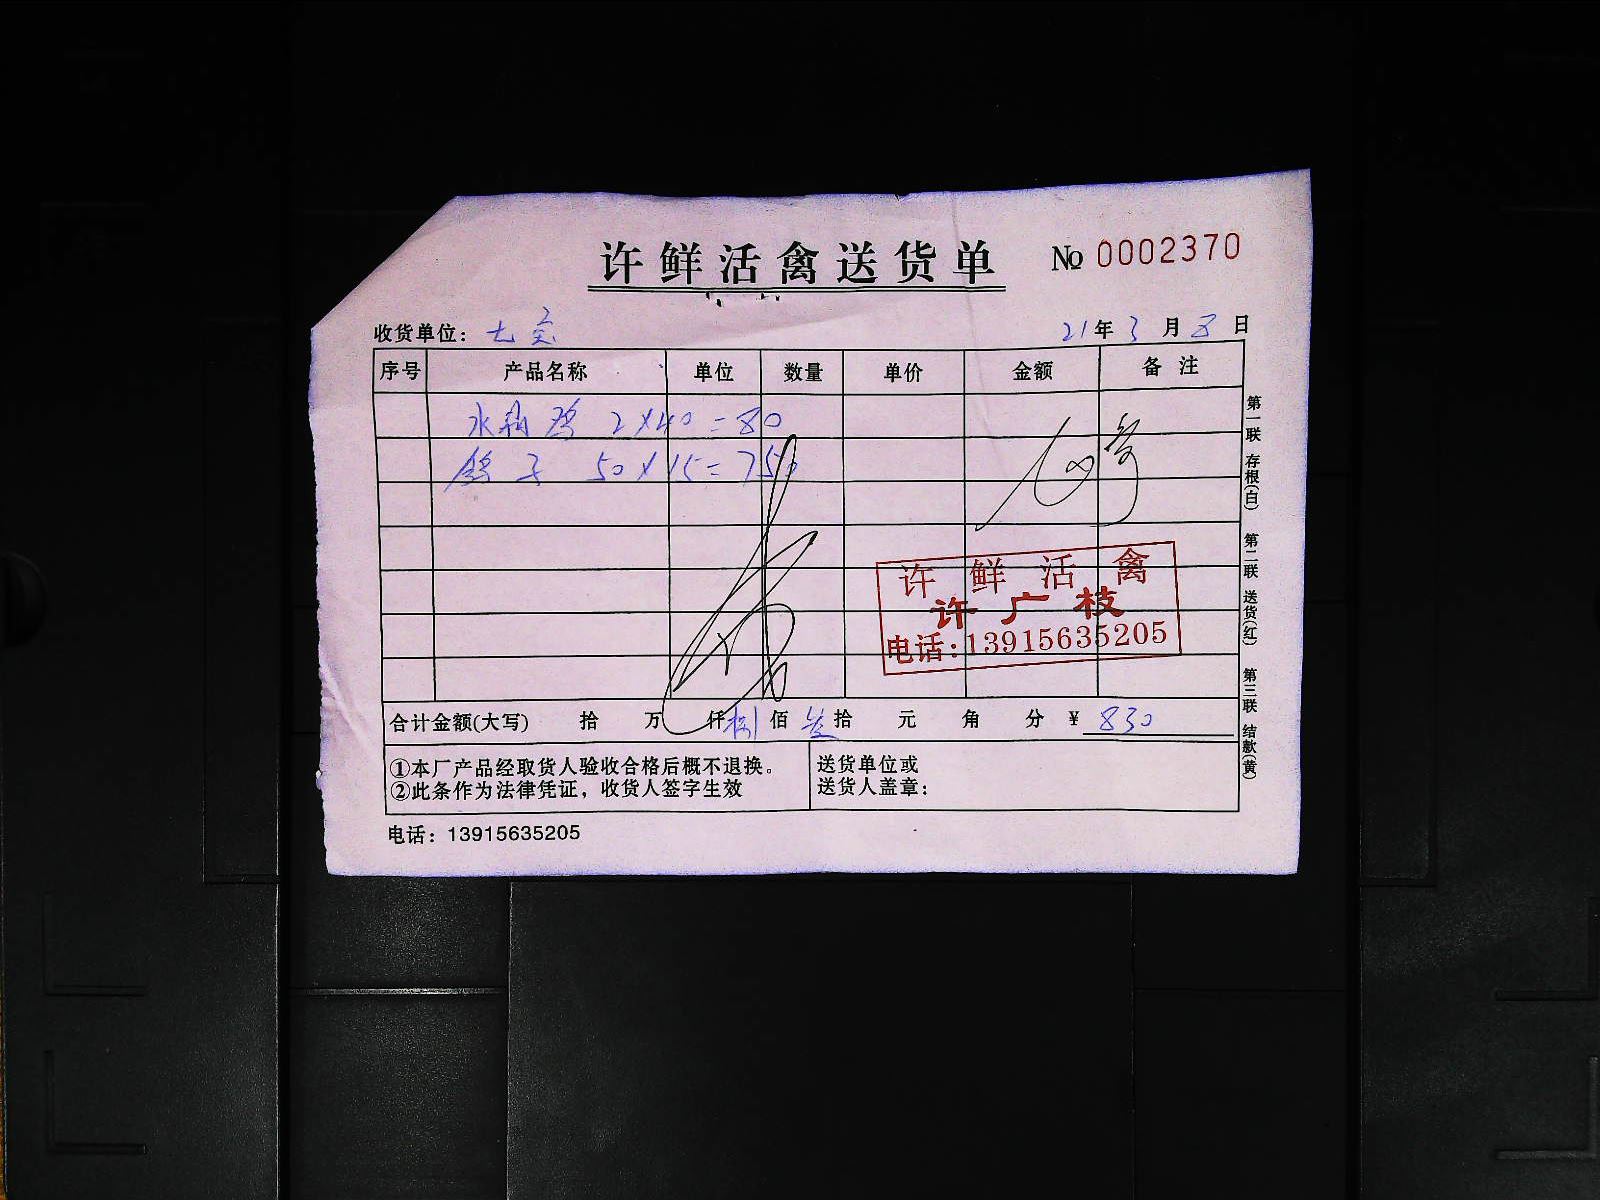 许鲜活禽送货单 № 0002370
收货单位： 21年3月8日
序号 产品名称 单位 数量 单价 金额 备注
鸡 2×40=80
鸽子 50×15=750
许鲜活禽
许广枝
电话:13915635205
合计金额(大写) 拾 万 仟捌佰叁拾 元 角 分 ¥ 830
①本厂产品经取货人验收合格后概不退换。
②此条作为法律凭证，收货人签字生效
送货单位或
送货人盖章：
电话：13915635205
第一联 存根(白) 第二联 送货(红) 第三联 结款(黄)